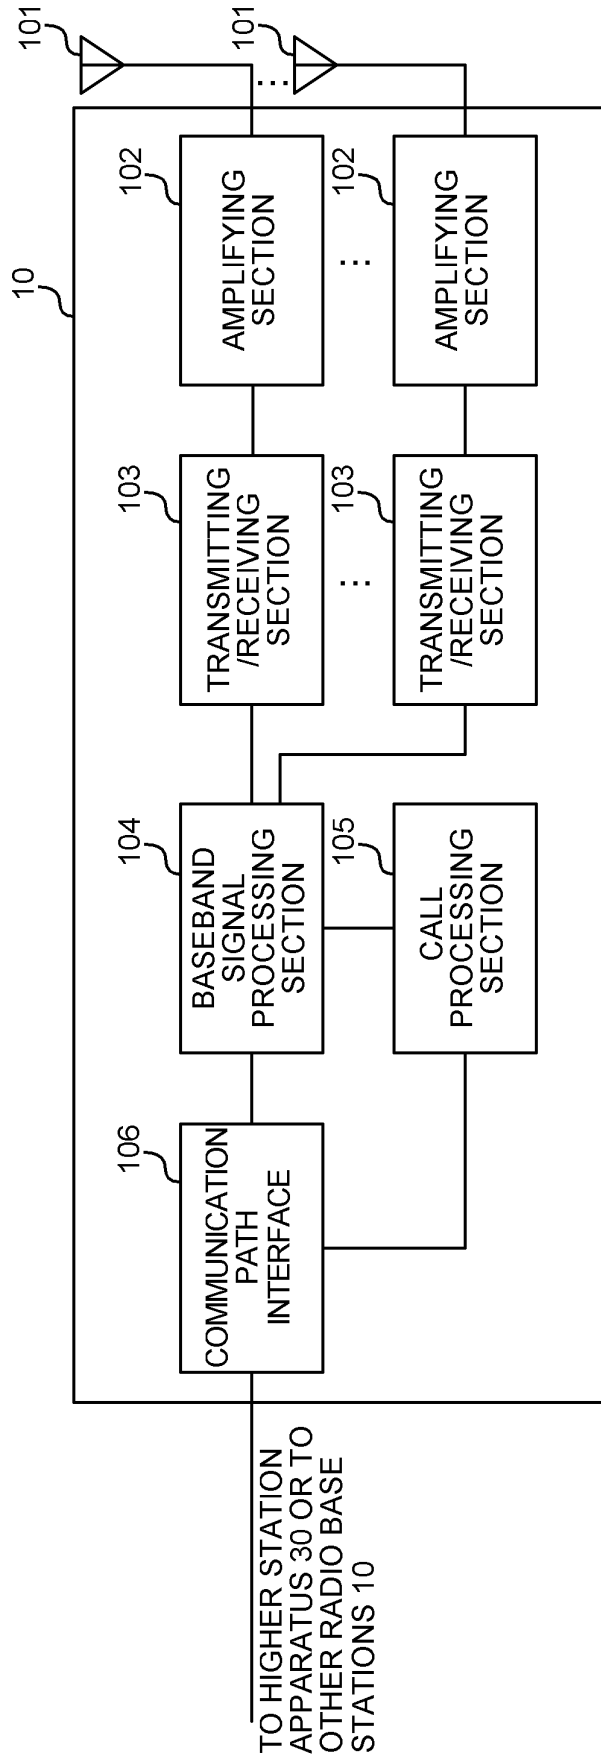 10
101
101
102
AMPLIFYING
SECTION
103
TRANSMITTING
/RECEIVING
SECTION
104
BASEBAND
SIGNAL
PROCESSING
SECTION
106
COMMUNICATION
PATH
INTERFACE
...
...
...
102
AMPLIFYING
SECTION
103
TRANSMITTING
/RECEIVING
SECTION
105
CALL
PROCESSING
SECTION
TO HIGHER STATION
APPARATUS 30 OR TO
OTHER RADIO BASE
STATIONS 10